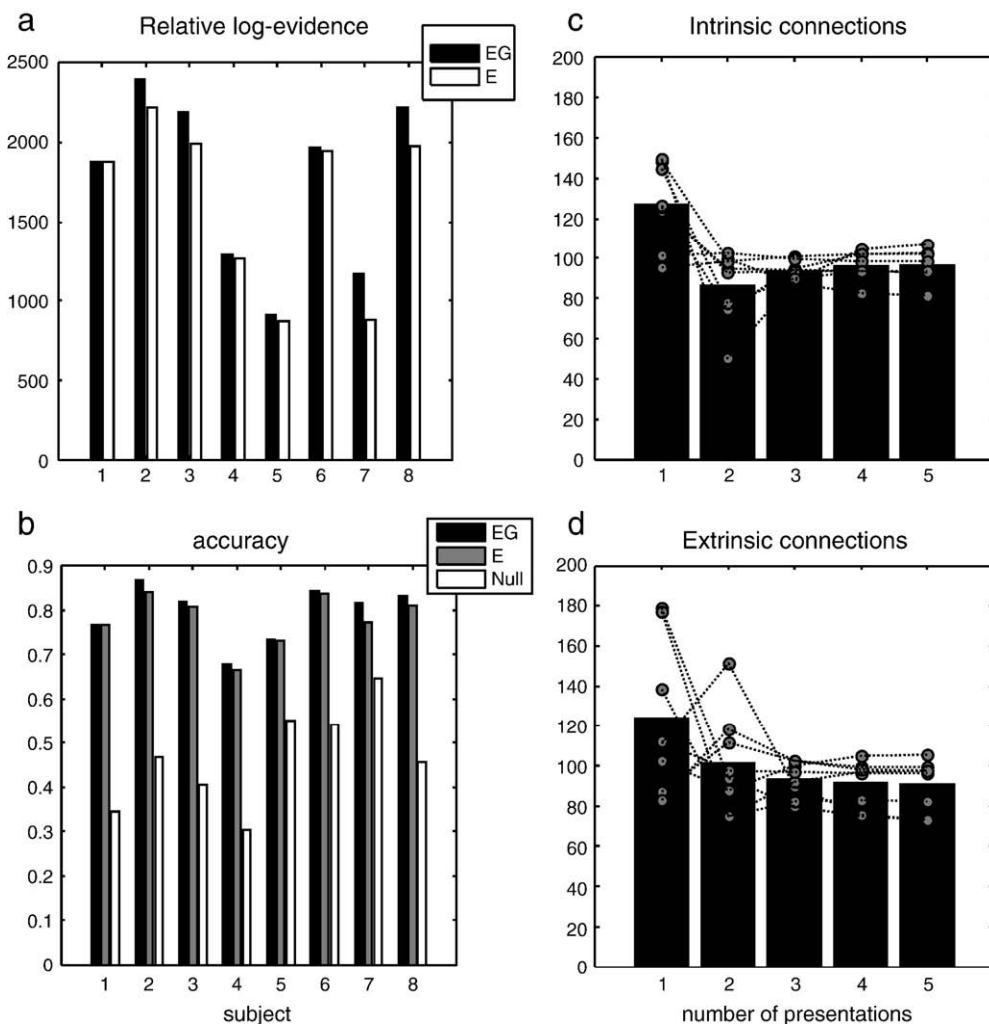 a
Relative log-evidence
EG
E
2500
2000
1500
1000
500
0
1 2 3 4 5 6 7 8
b
accuracy
EG
E
Null
0.9
0.8
0.7
0.6
0.5
0.4
0.3
0.2
0.1
0
1 2 3 4 5 6 7 8
subject
c
Intrinsic connections
200
180
160
140
120
100
80
60
40
20
0
1 2 3 4 5
d
Extrinsic connections
200
180
160
140
120
100
80
60
40
20
0
1 2 3 4 5
number of presentations